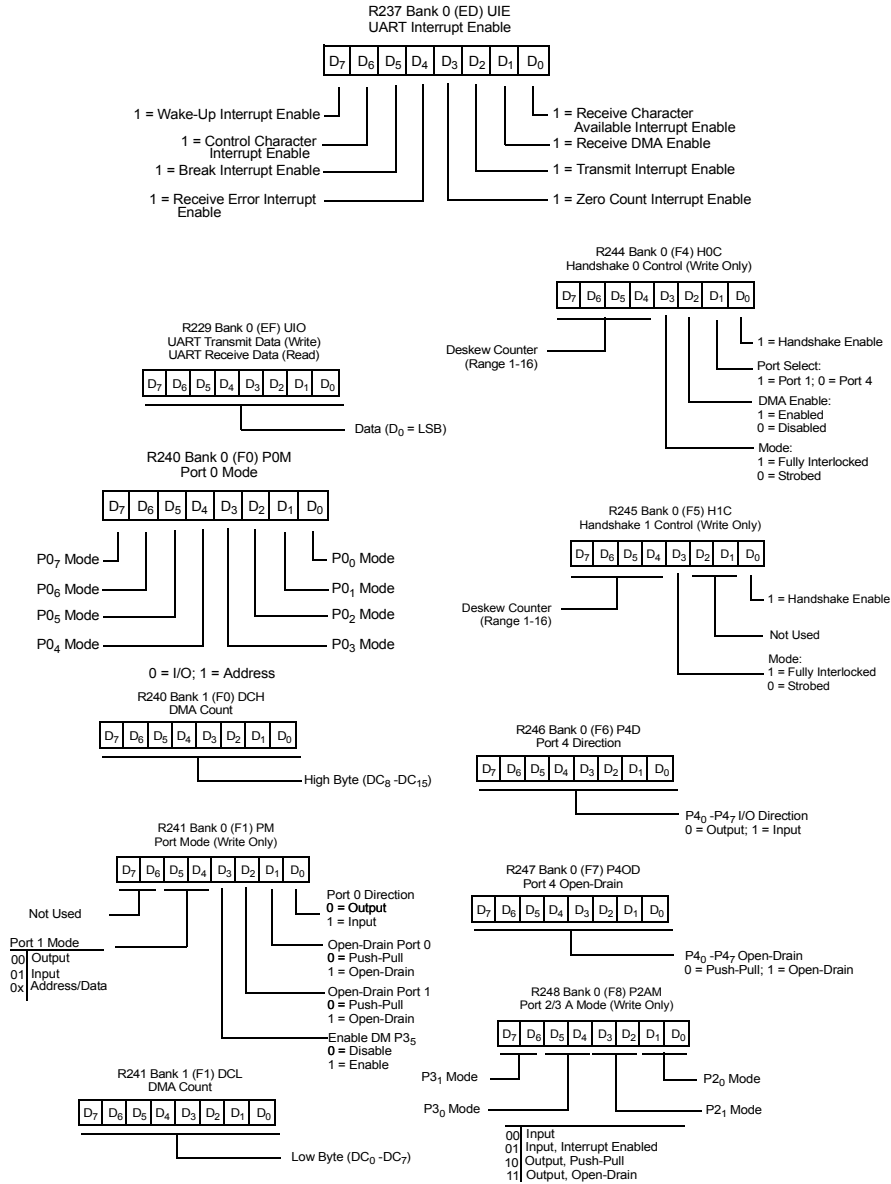 R237 Bank 0 (ED) UIE
UART Interrupt Enable
D7 D6 D5 D4 D3 D2 D1 D0
1 = Wake-Up Interrupt Enable
1 = Control Character
Interrupt Enable
1 = Break Interrupt Enable
1 = Receive Error Interrupt
Enable
1 = Receive Character
Available Interrupt Enable
1 = Receive DMA Enable
1 = Transmit Interrupt Enable
1 = Zero Count Interrupt Enable
R229 Bank 0 (EF) UIO
UART Transmit Data (Write)
UART Receive Data (Read)
D7 D6 D5 D4 D3 D2 D1 D0
Data (D0 = LSB)
R240 Bank 0 (F0) P0M
Port 0 Mode
D7 D6 D5 D4 D3 D2 D1 D0
P07 Mode
P06 Mode
P05 Mode
P04 Mode
P00 Mode
P01 Mode
P02 Mode
P03 Mode
0 = I/O; 1 = Address
R240 Bank 1 (F0) DCH
DMA Count
D7 D6 D5 D4 D3 D2 D1 D0
High Byte (DC8 -DC15)
R241 Bank 0 (F1) PM
Port Mode (Write Only)
D7 D6 D5 D4 D3 D2 D1 D0
Not Used
Port 1 Mode
00 Output
01 Input
0x Address/Data
Port 0 Direction
0 = Output
1 = Input
Open-Drain Port 0
0 = Push-Pull
1 = Open-Drain
Open-Drain Port 1
0 = Push-Pull
1 = Open-Drain
Enable DM P35
0 = Disable
1 = Enable
R241 Bank 1 (F1) DCL
DMA Count
D7 D6 D5 D4 D3 D2 D1 D0
Low Byte (DC0 -DC7)
R244 Bank 0 (F4) H0C
Handshake 0 Control (Write Only)
D7 D6 D5 D4 D3 D2 D1 D0
Deskew Counter
(Range 1-16)
1 = Handshake Enable
Port Select:
1 = Port 1; 0 = Port 4
DMA Enable:
1 = Enabled
0 = Disabled
Mode:
1 = Fully Interlocked
0 = Strobed
R245 Bank 0 (F5) H1C
Handshake 1 Control (Write Only)
D7 D6 D5 D4 D3 D2 D1 D0
Deskew Counter
(Range 1-16)
1 = Handshake Enable
Not Used
Mode:
1 = Fully Interlocked
0 = Strobed
R246 Bank 0 (F6) P4D
Port 4 Direction
D7 D6 D5 D4 D3 D2 D1 D0
P40 -P47 I/O Direction
0 = Output; 1 = Input
R247 Bank 0 (F7) P4OD
Port 4 Open-Drain
D7 D6 D5 D4 D3 D2 D1 D0
P40 -P47 Open-Drain
0 = Push-Pull; 1 = Open-Drain
R248 Bank 0 (F8) P2AM
Port 2/3 A Mode (Write Only)
D7 D6 D5 D4 D3 D2 D1 D0
P31 Mode
P30 Mode
P20 Mode
P21 Mode
00 Input
01 Input, Interrupt Enabled
10 Output, Push-Pull
11 Output, Open-Drain